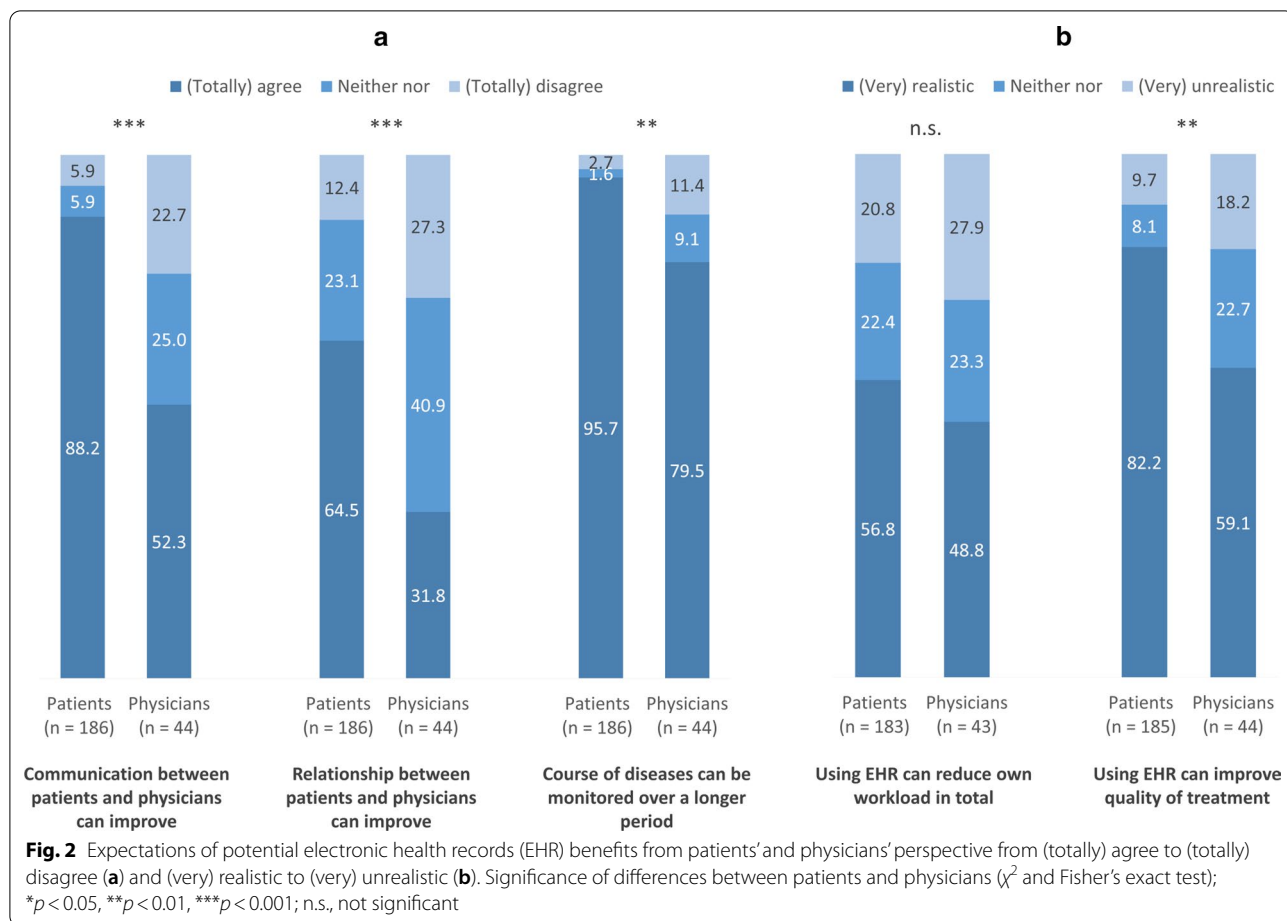 a
b
(Totally) agree Neither nor (Totally) disagree
(Very) realistic Neither nor (Very) unrealistic
*** *** ** n.s. **
5.9
5.9
88.2
22.7
25.0
52.3
12.4
23.1
64.5
27.3
40.9
31.8
2.7
1.6
95.7
11.4
9.1
79.5
20.8
22.4
56.8
27.9
23.3
48.8
9.7
8.1
82.2
18.2
22.7
59.1
Patients Physicians Patients Physicians Patients Physicians Patients Physicians Patients Physicians
(n = 186) (n = 44) (n = 186) (n = 44) (n = 186) (n = 44) (n = 183) (n = 43) (n = 185) (n = 44)
Communication between
patients and physicians
can improve
Relationship between
patients and physicians
can improve
Course of diseases can be
monitored over a longer
period
Using EHR can reduce own
workload in total
Using EHR can improve
quality of treatment
Fig. 2 Expectations of potential electronic health records (EHR) benefits from patients’ and physicians’ perspective from (totally) agree to (totally)
disagree (a) and (very) realistic to (very) unrealistic (b). Significance of differences between patients and physicians (χ² and Fisher’s exact test);
*p < 0.05, **p < 0.01, ***p < 0.001; n.s., not significant